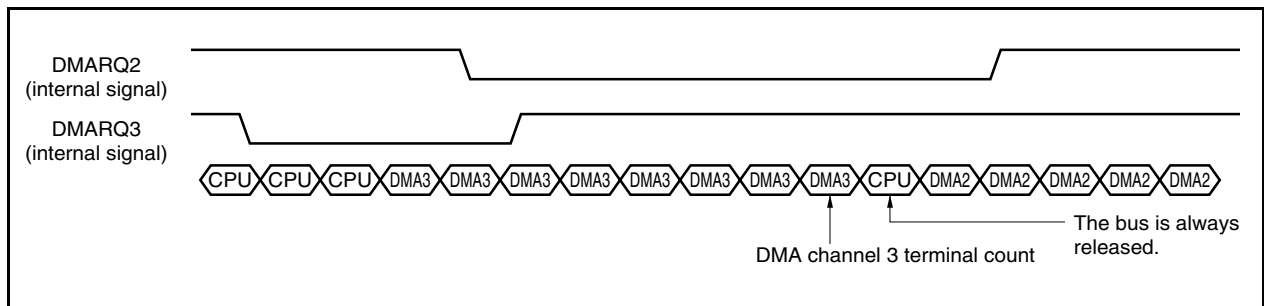 DMARQ2
(internal signal)
DMARQ3
(internal signal)
CPU CPU CPU DMA3 DMA3 DMA3 DMA3 DMA3 DMA3 DMA3 DMA3 CPU DMA2 DMA2 DMA2 DMA2 DMA2
DMA channel 3 terminal count
The bus is always
released.